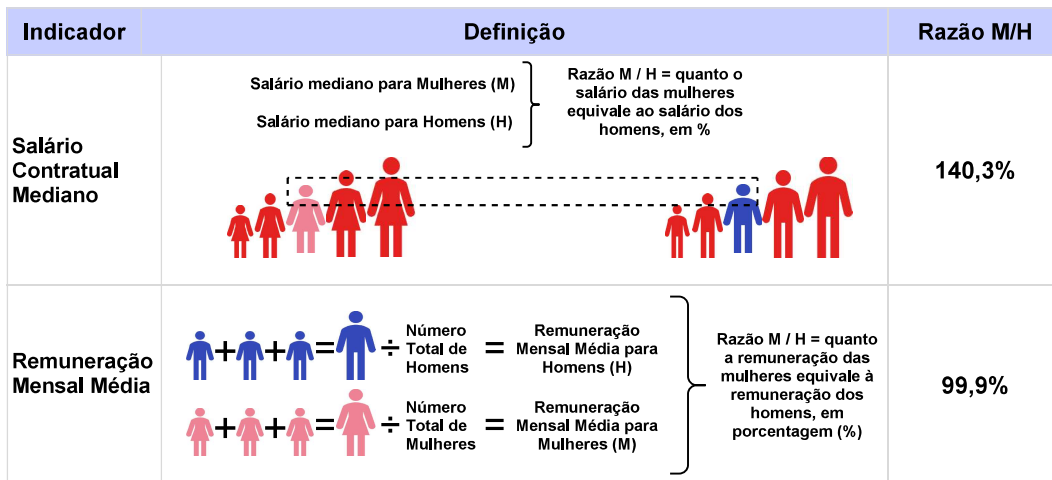 Indicador
Definição
Razão M/H
Salário
Contratual
Mediano
Salário mediano para Mulheres (M)
Salário mediano para Homens (H)
Razão M / H = quanto o
salário das mulheres
equivale ao salário dos
homens, em %
140,3%
Remuneração
Mensal Média
+ + = ÷
Número
Total de
Homens
=
Remuneração
Mensal Média para
Homens (H)
+ + = ÷
Número
Total de
Mulheres
=
Remuneração
Mensal Média para
Mulheres (M)
Razão M / H = quanto
a remuneração das
mulheres equivale à
remuneração dos
homens, em
porcentagem (%)
99,9%